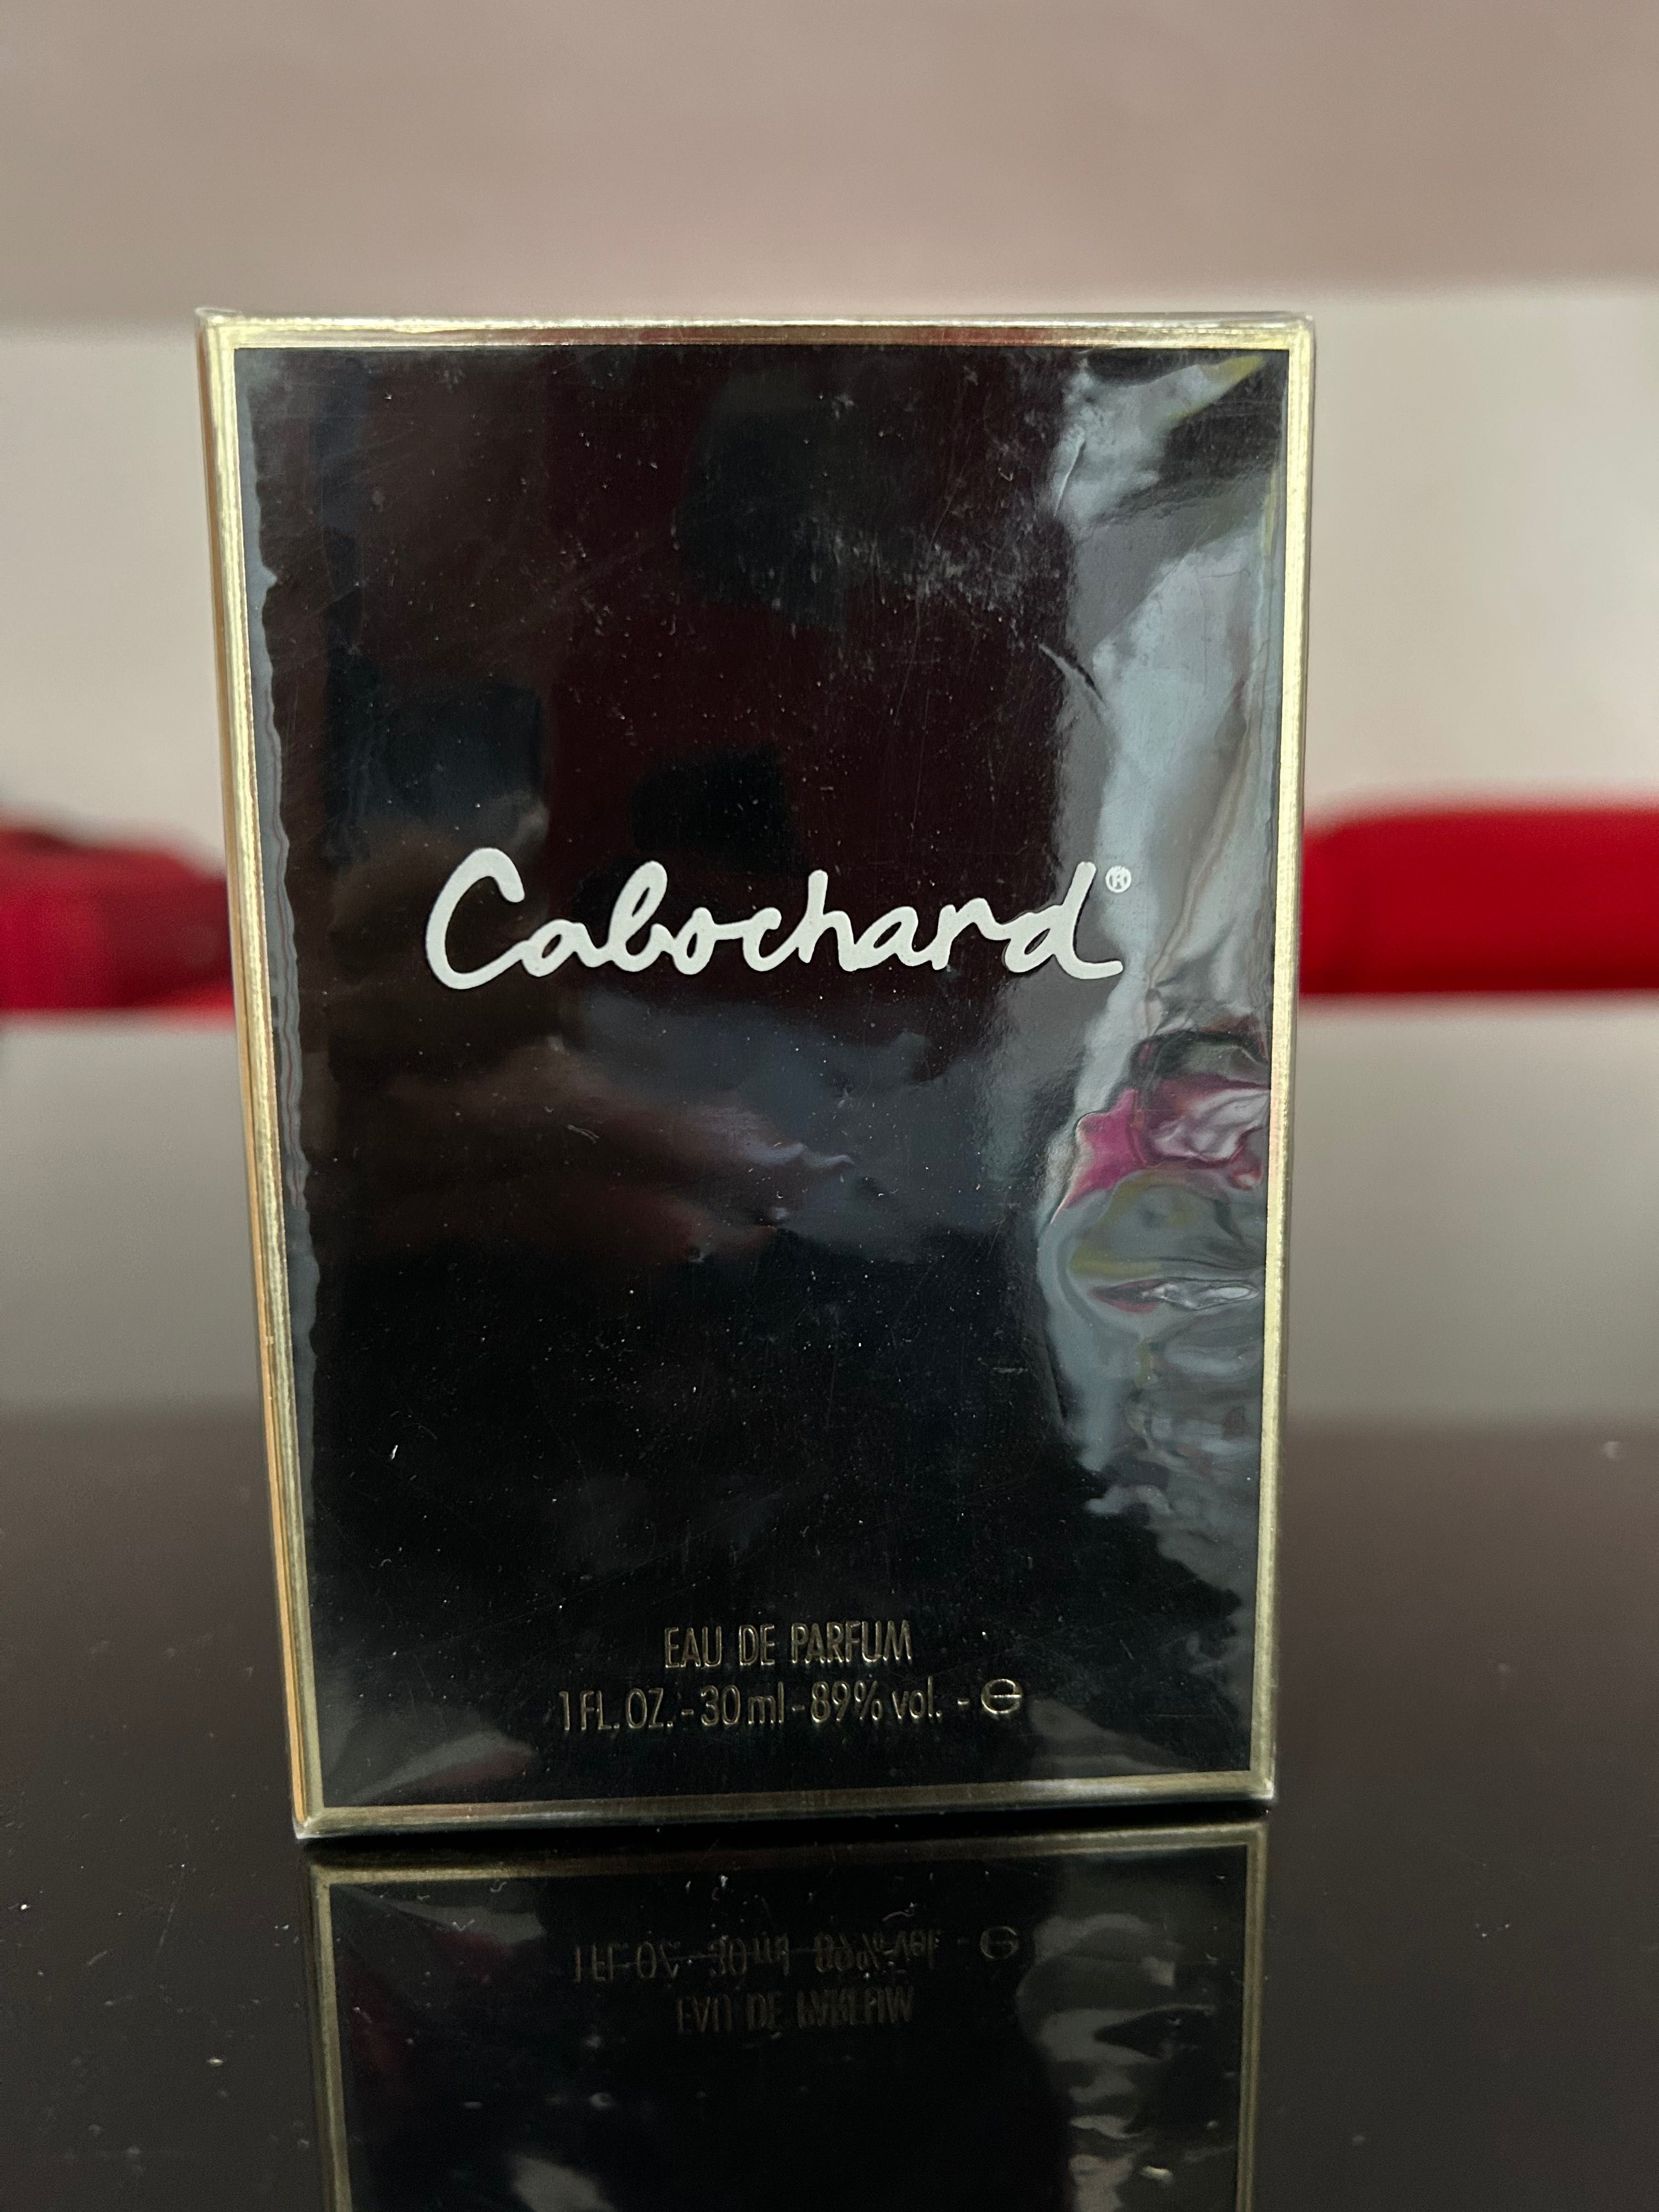 Cabochard®
EAU DE PARFUM
1 FL. OZ. - 30 ml - 89% vol. - ℮